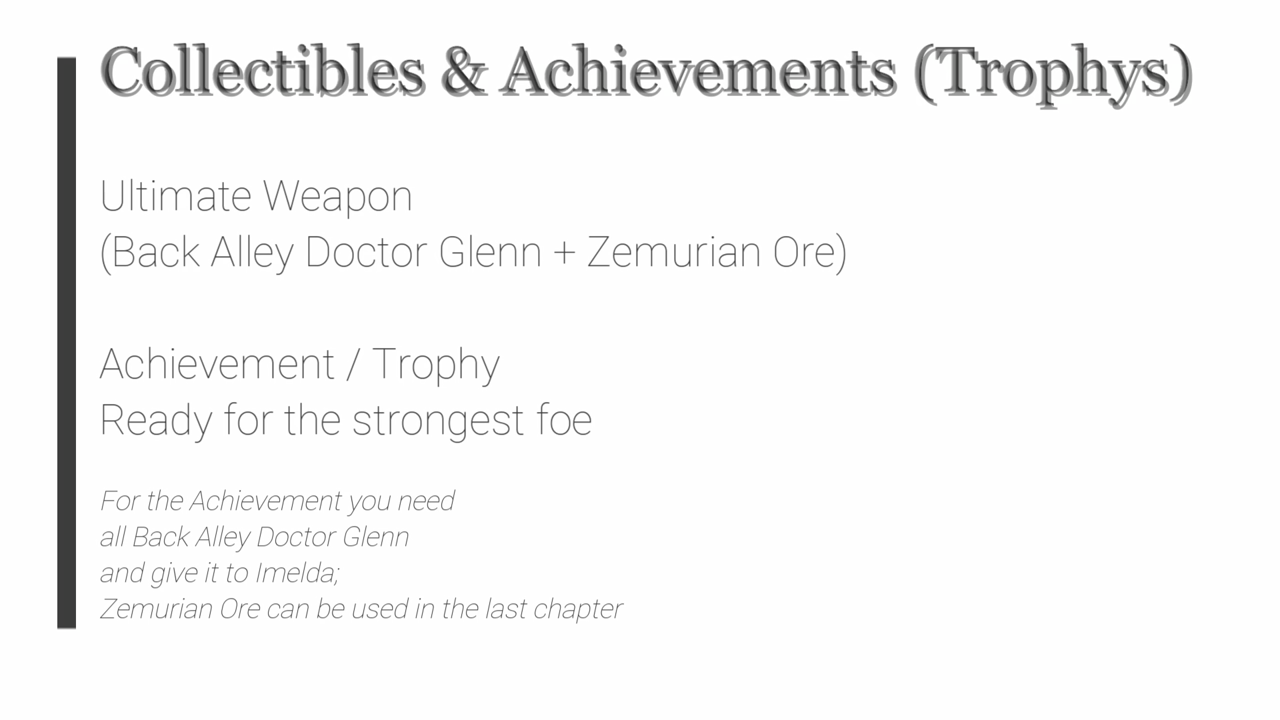 Collectibles & Achievements (Trophys)
Ultimate Weapon
(Back Alley Doctor Glenn + Zemurian Ore)
Achievement / Trophy
Ready for the strongest foe
For the Achievement you need
all Back Alley Doctor Glenn
and give it to Imelda;
Zemurian Ore can be used in the last chapter